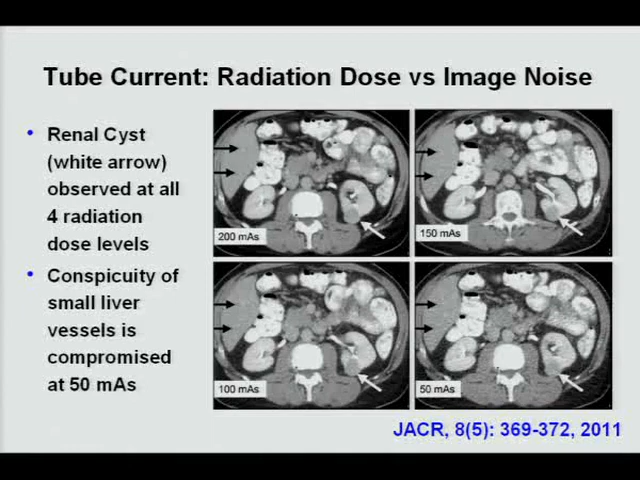 Tube Current: Radiation Dose vs Image Noise
• Renal Cyst
(white arrow)
observed at all
4 radiation
dose levels
• Conspicuity of
small liver
vessels is
compromised
at 50 mAs
200 mAs
150 mAs
100 mAs
50 mAs
JACR, 8(5): 369-372, 2011